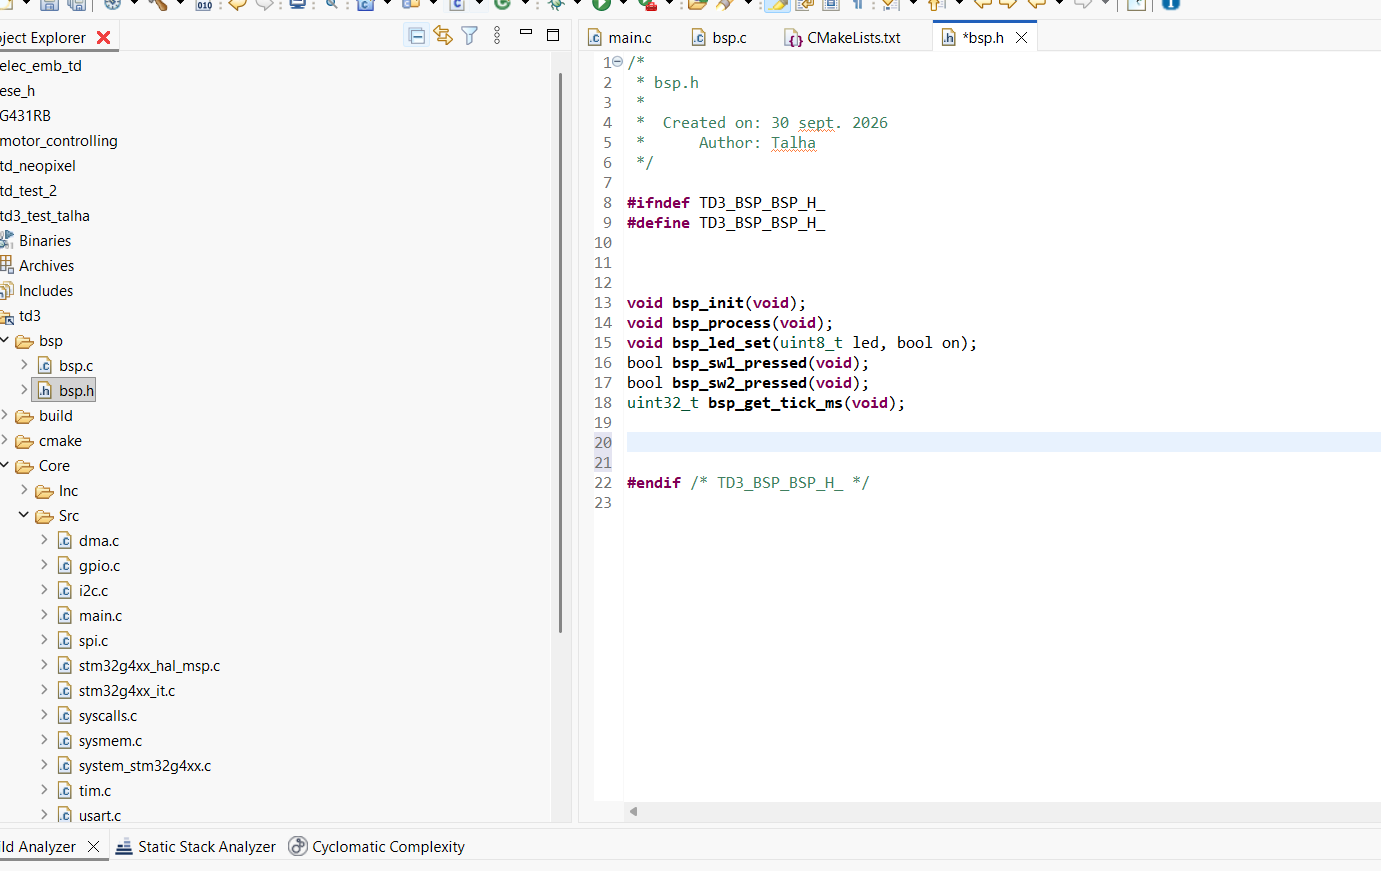 010
ject Explorer
elec_emb_td
ese_h
G431RB
motor_controlling
td_neopixel
td_test_2
td3_test_talha
Binaries
Archives
Includes
td3
bsp
bsp.c
bsp.h
build
cmake
Core
Inc
Src
dma.c
gpio.c
i2c.c
main.c
spi.c
stm32g4xx_hal_msp.c
stm32g4xx_it.c
syscalls.c
sysmem.c
system_stm32g4xx.c
tim.c
usart.c
main.c bsp.c CMakeLists.txt *bsp.h
1 /*
2  * bsp.h
3  *
4  *  Created on: 30 sept. 2026
5  *      Author: Talha
6  */
7
8 #ifndef TD3_BSP_BSP_H_
9 #define TD3_BSP_BSP_H_
10
11
12
13 void bsp_init(void);
14 void bsp_process(void);
15 void bsp_led_set(uint8_t led, bool on);
16 bool bsp_sw1_pressed(void);
17 bool bsp_sw2_pressed(void);
18 uint32_t bsp_get_tick_ms(void);
19
20
21
22 #endif /* TD3_BSP_BSP_H_ */
23
ld Analyzer Static Stack Analyzer Cyclomatic Complexity